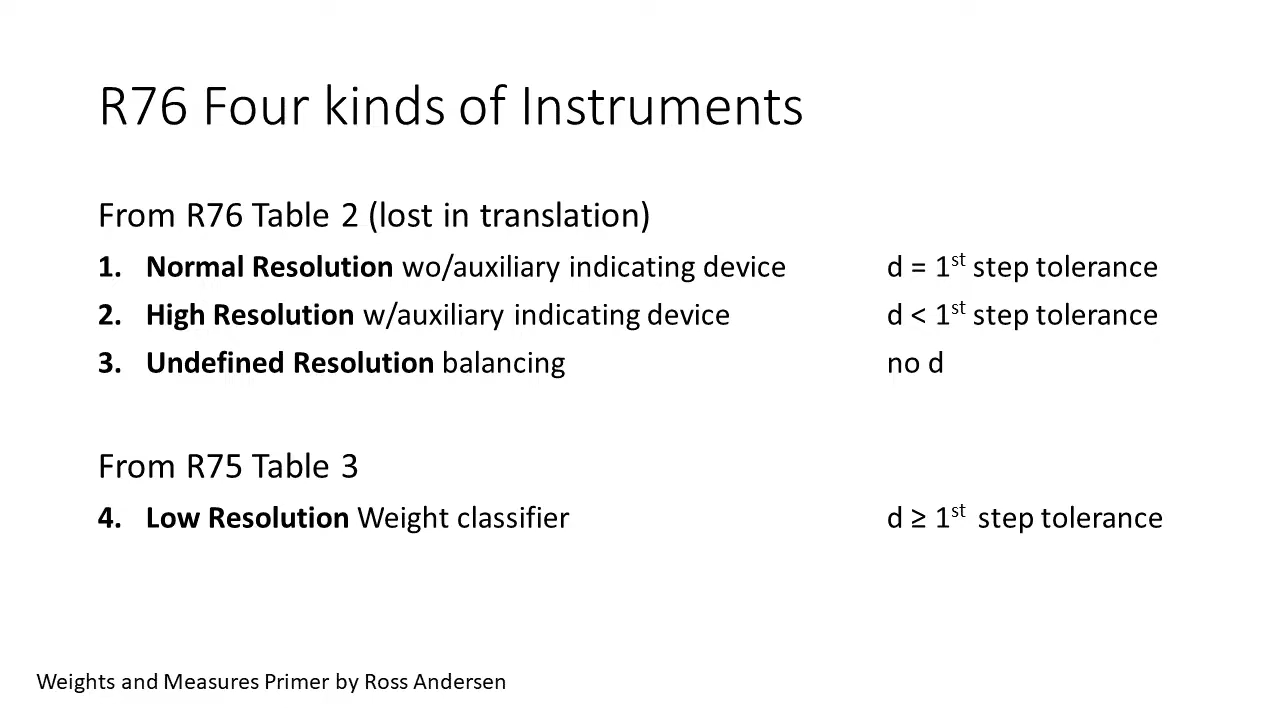 R76 Four kinds of Instruments
From R76 Table 2 (lost in translation)
1. Normal Resolution wo/auxiliary indicating device d = 1st step tolerance
2. High Resolution w/auxiliary indicating device d < 1st step tolerance
3. Undefined Resolution balancing no d
From R75 Table 3
4. Low Resolution Weight classifier d ≥ 1st step tolerance
Weights and Measures Primer by Ross Andersen